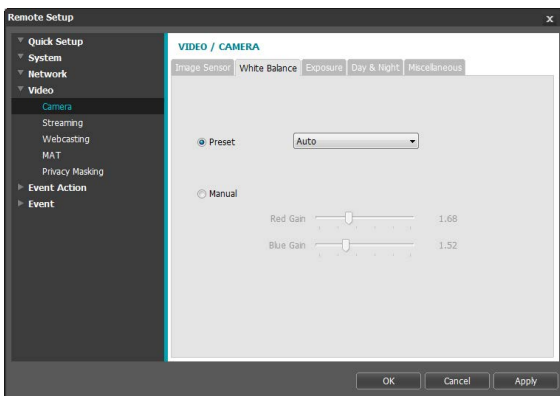 Remote Setup
x
Quick Setup
System
Network
Video
Camera
Streaming
Webcasting
MAT
Privacy Masking
Event Action
Event
VIDEO / CAMERA
Image Sensor White Balance Exposure Day & Night Miscellaneous
Preset Auto
Manual
Red Gain 1.68
Blue Gain 1.52
OK Cancel Apply